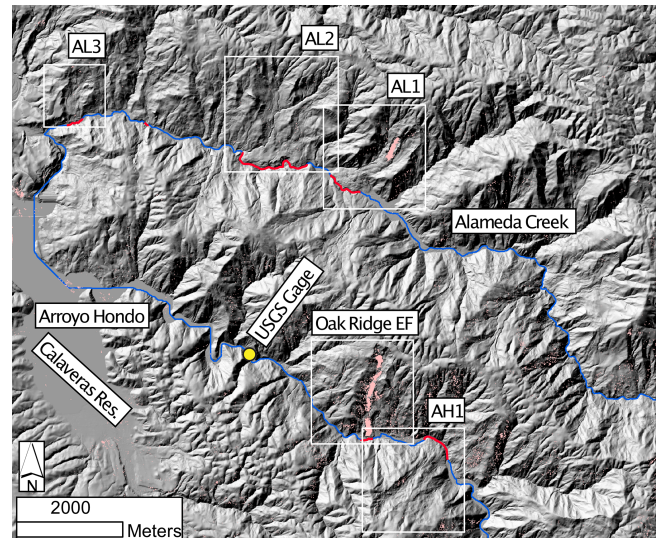 AL3
AL2
AL1
Alameda Creek
USGS Gage
Oak Ridge EF
Arroyo Hondo
Calaveras Res.
AH1
N
2000
Meters